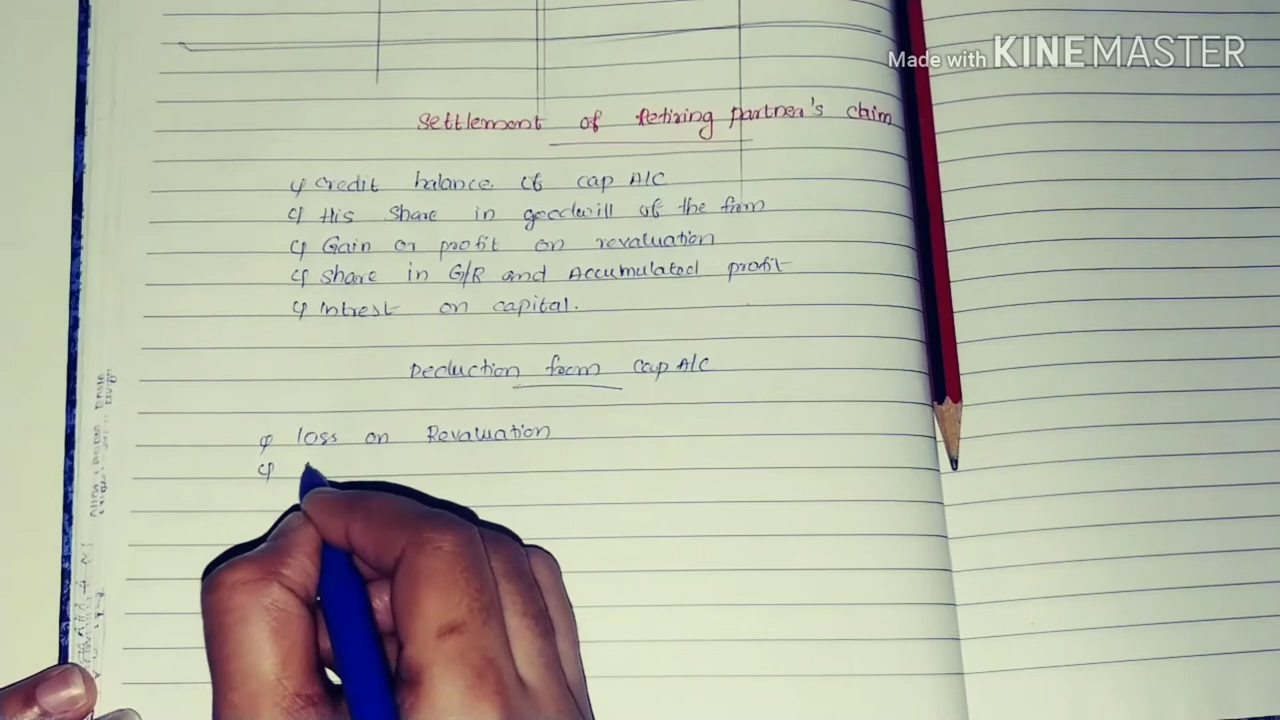 Made with KINEMASTER
Settlement of Retiring partner's claim
Credit balance of cap A/C
His share in goodwill of the firm
Gain or profit on revaluation
share in G/R and Accumulated profit
intrest on capital.
Deduction from cap A/C
loss on Revaluation